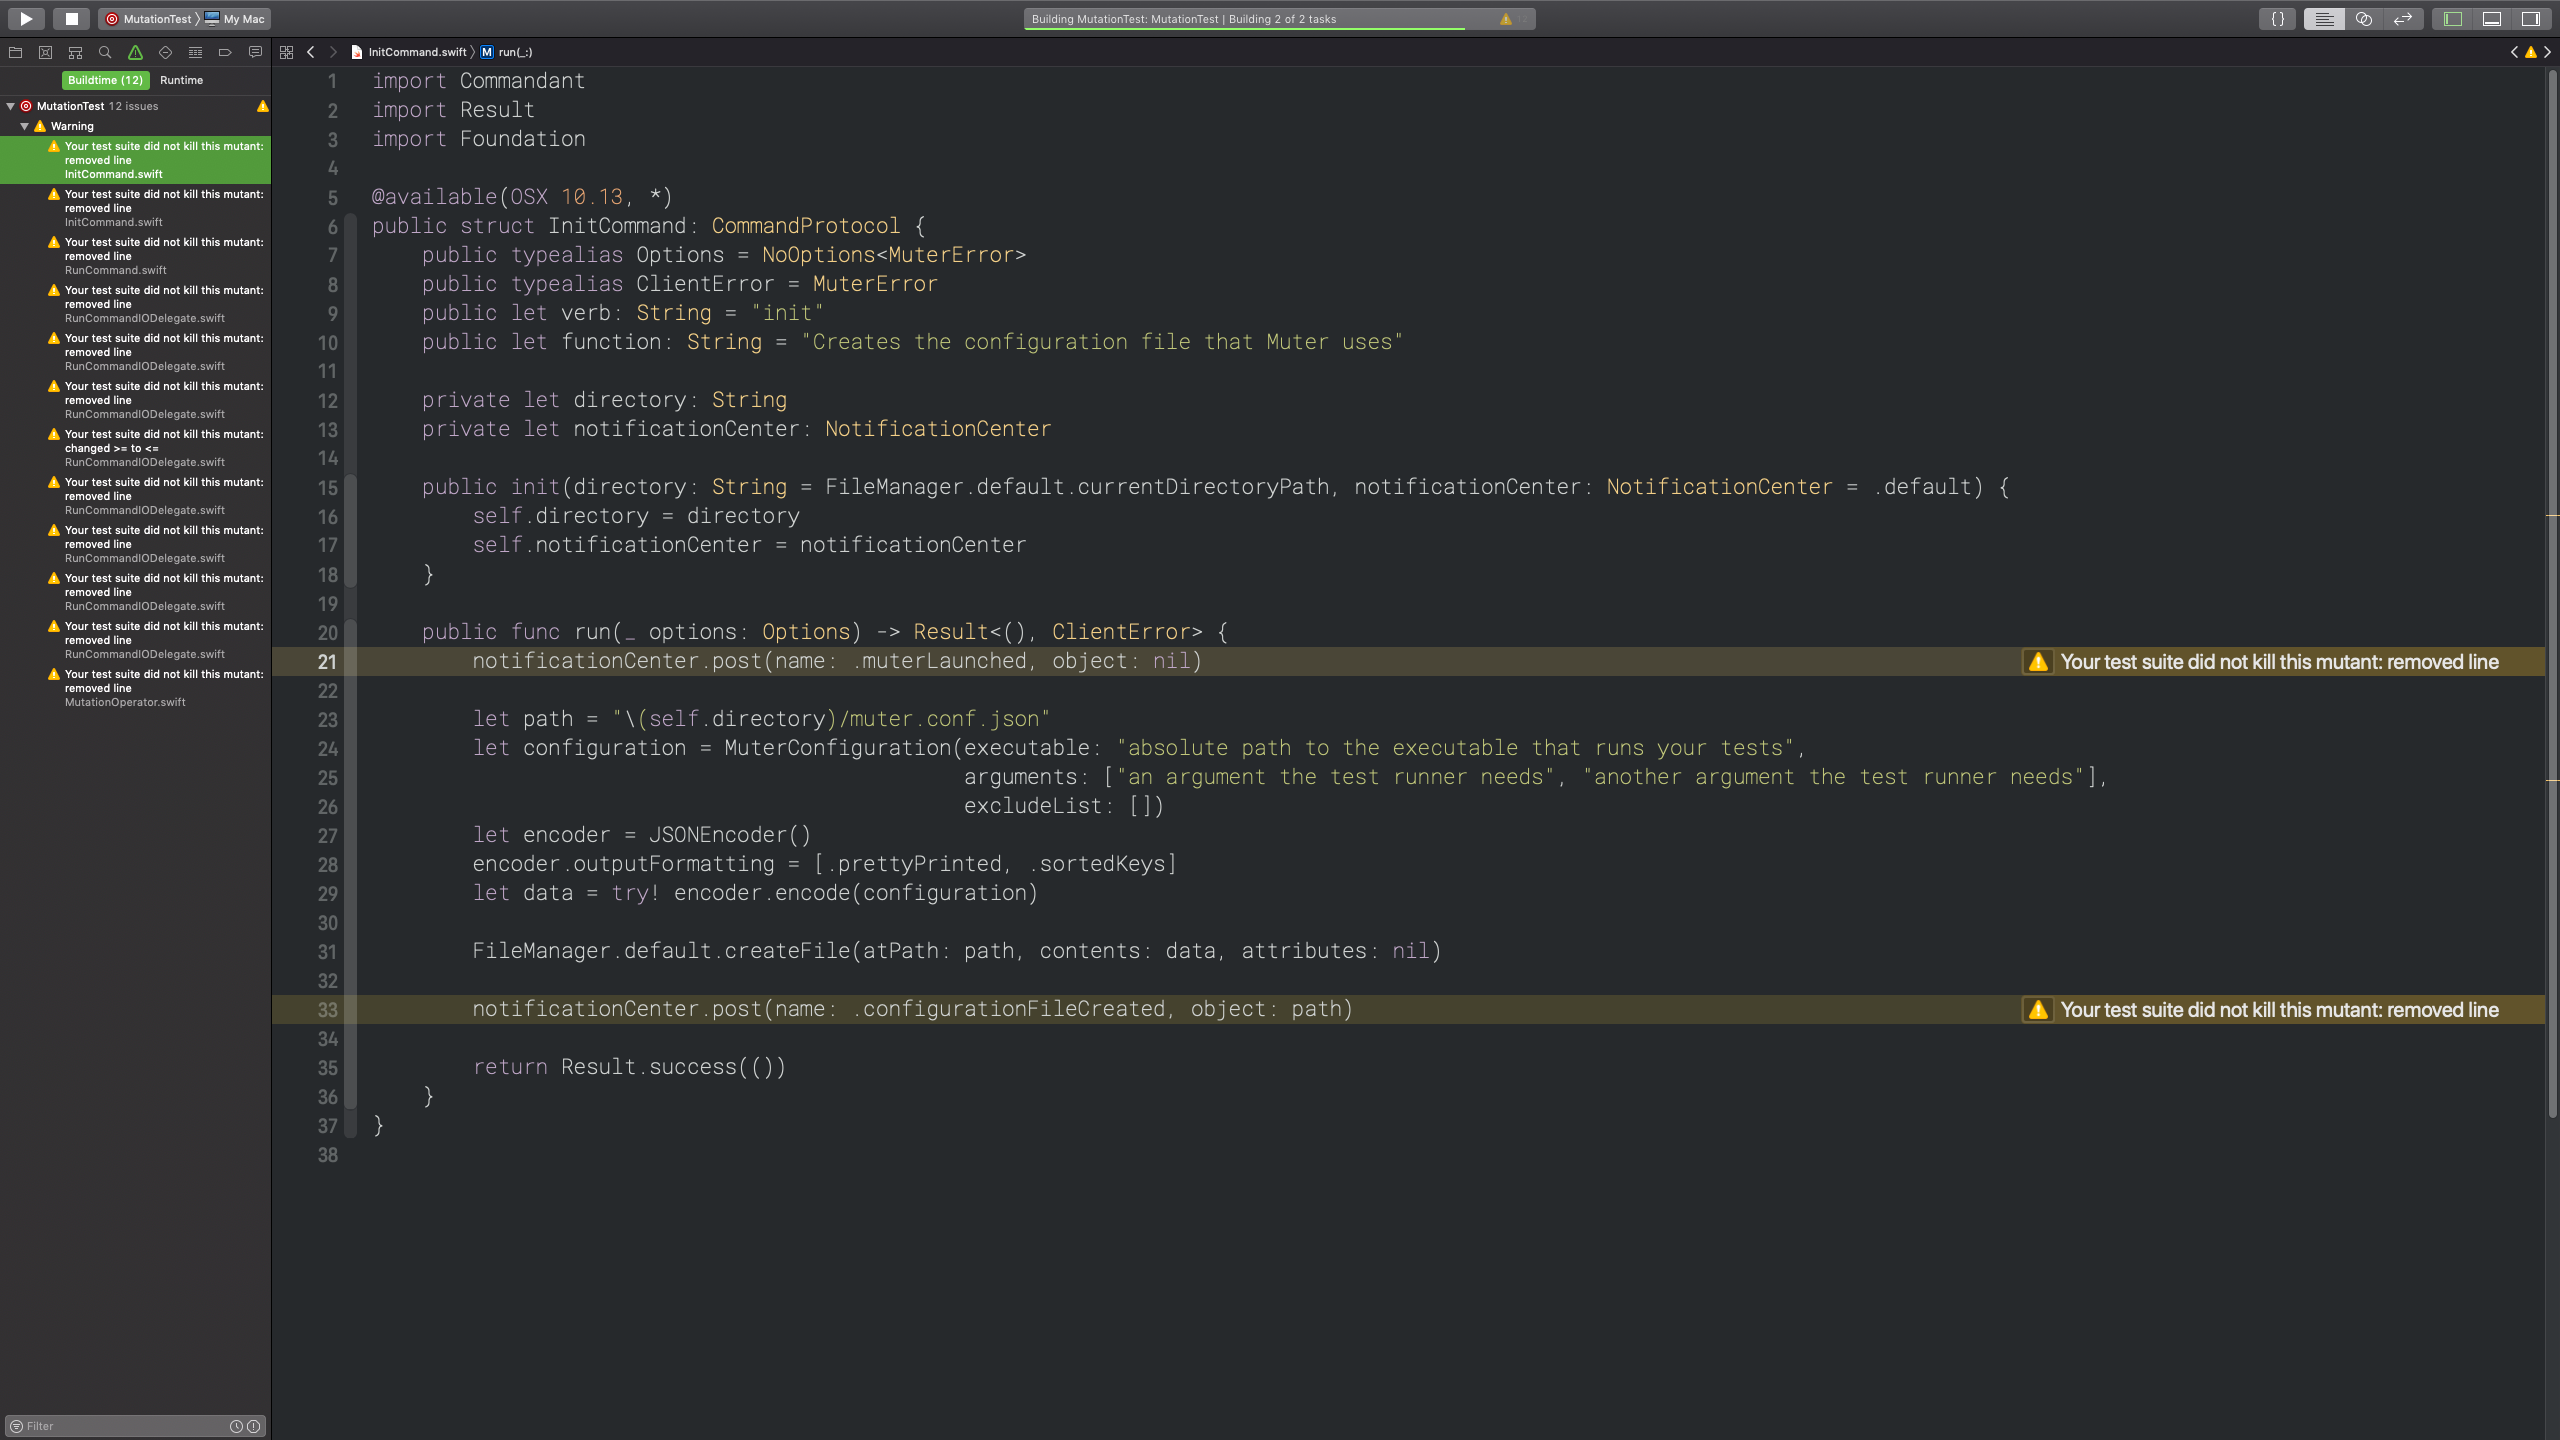 MutationTest My Mac
Building MutationTest: MutationTest | Building 2 of 2 tasks
{}
InitCommand.swift M run(_:)
Buildtime (12) Runtime
MutationTest 12 issues
Warning
Your test suite did not kill this mutant:
removed line
InitCommand.swift
Your test suite did not kill this mutant:
removed line
InitCommand.swift
Your test suite did not kill this mutant:
removed line
RunCommand.swift
Your test suite did not kill this mutant:
removed line
RunCommandIODelegate.swift
Your test suite did not kill this mutant:
removed line
RunCommandIODelegate.swift
Your test suite did not kill this mutant:
removed line
RunCommandIODelegate.swift
Your test suite did not kill this mutant:
changed >= to <=
RunCommandIODelegate.swift
Your test suite did not kill this mutant:
removed line
RunCommandIODelegate.swift
Your test suite did not kill this mutant:
removed line
RunCommandIODelegate.swift
Your test suite did not kill this mutant:
removed line
RunCommandIODelegate.swift
Your test suite did not kill this mutant:
removed line
RunCommandIODelegate.swift
Your test suite did not kill this mutant:
removed line
MutationOperator.swift
Filter
1 import Commandant
2 import Result
3 import Foundation
4
5 @available(OSX 10.13, *)
6 public struct InitCommand: CommandProtocol {
7 public typealias Options = NoOptions<MuterError>
8 public typealias ClientError = MuterError
9 public let verb: String = "init"
10 public let function: String = "Creates the configuration file that Muter uses"
11
12 private let directory: String
13 private let notificationCenter: NotificationCenter
14
15 public init(directory: String = FileManager.default.currentDirectoryPath, notificationCenter: NotificationCenter = .default) {
16 self.directory = directory
17 self.notificationCenter = notificationCenter
18 }
19
20 public func run(_ options: Options) -> Result<(), ClientError> {
21 notificationCenter.post(name: .muterLaunched, object: nil) Your test suite did not kill this mutant: removed line
22
23 let path = "\(self.directory)/muter.conf.json"
24 let configuration = MuterConfiguration(executable: "absolute path to the executable that runs your tests",
25 arguments: ["an argument the test runner needs", "another argument the test runner needs"],
26 excludeList: [])
27 let encoder = JSONEncoder()
28 encoder.outputFormatting = [.prettyPrinted, .sortedKeys]
29 let data = try! encoder.encode(configuration)
30
31 FileManager.default.createFile(atPath: path, contents: data, attributes: nil)
32
33 notificationCenter.post(name: .configurationFileCreated, object: path) Your test suite did not kill this mutant: removed line
34
35 return Result.success(())
36 }
37 }
38